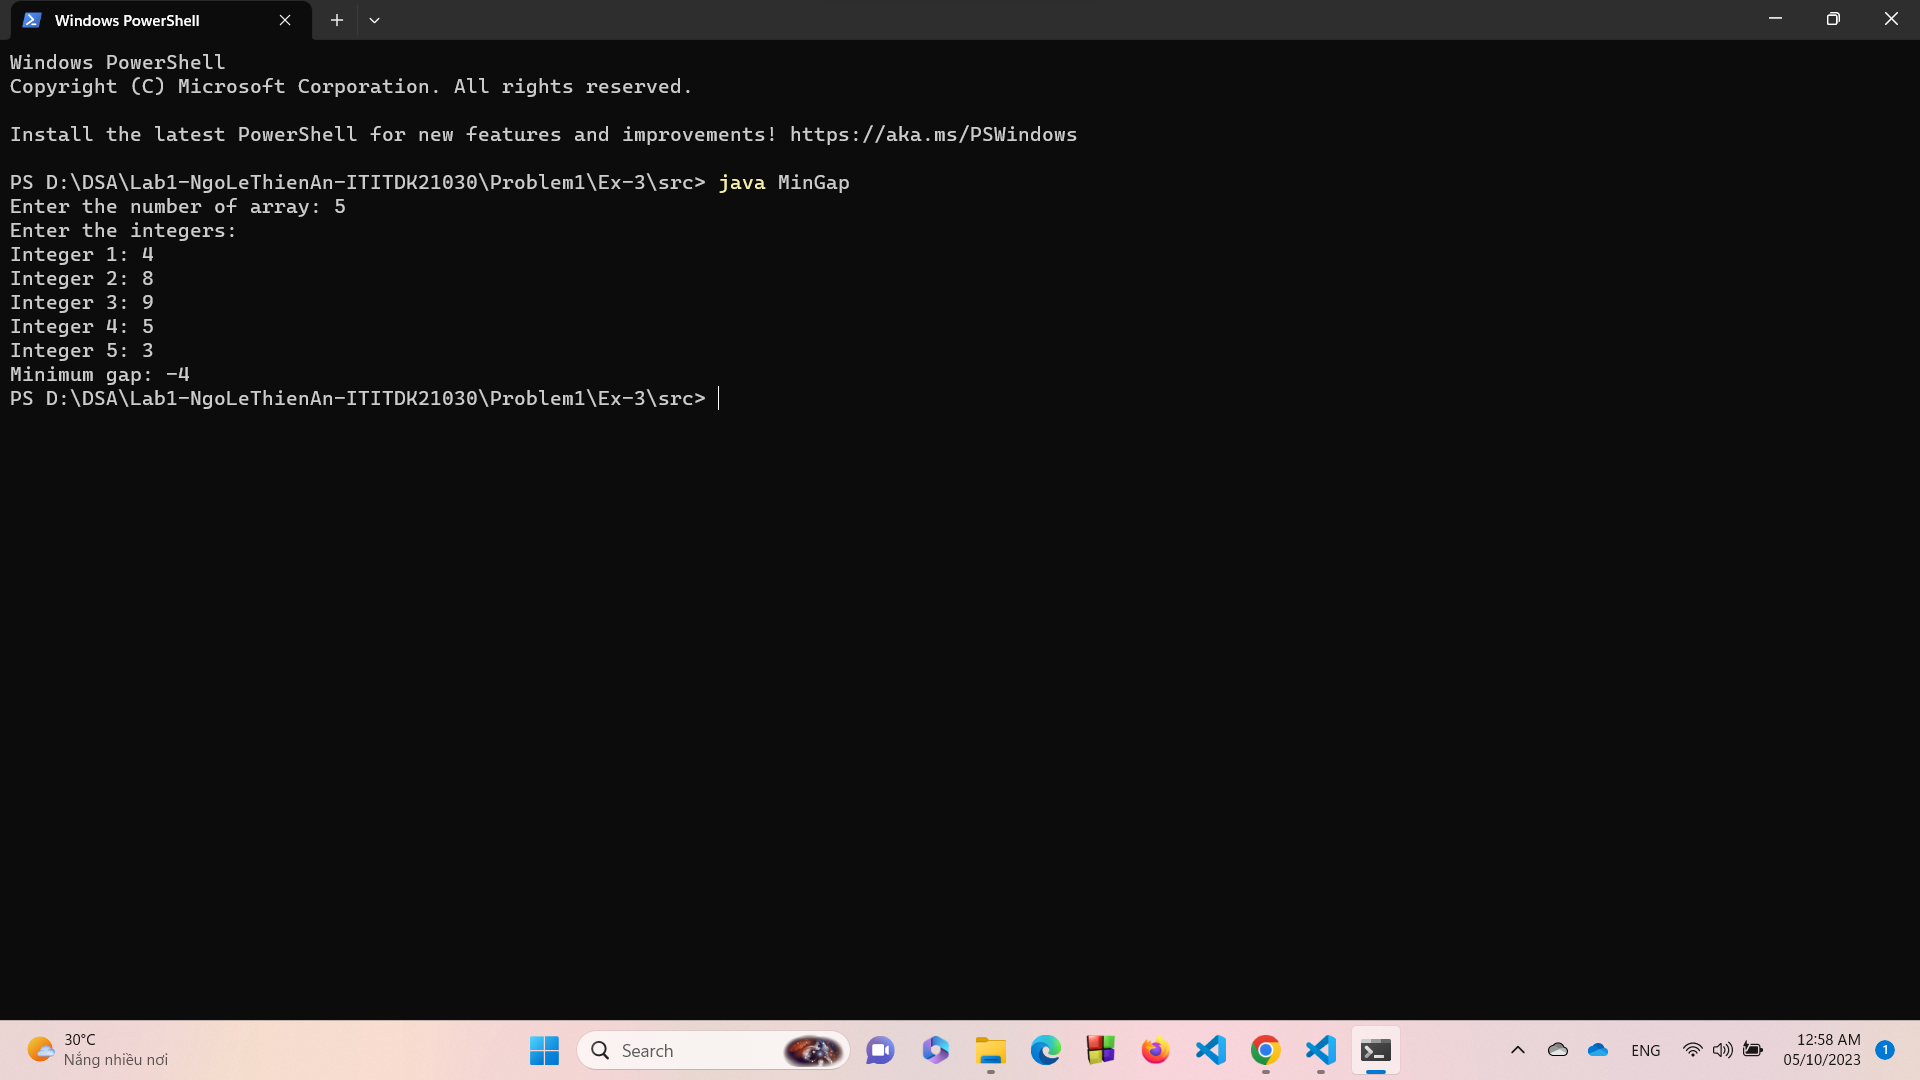 Windows PowerShell
Windows PowerShell
Copyright (C) Microsoft Corporation. All rights reserved.
Install the latest PowerShell for new features and improvements! https://aka.ms/PSWindows
PS D:\DSA\Lab1-NgoLeThienAn-ITITDK21030\Problem1\Ex-3\src> java MinGap
Enter the number of array: 5
Enter the integers:
Integer 1: 4
Integer 2: 8
Integer 3: 9
Integer 4: 5
Integer 5: 3
Minimum gap: -4
PS D:\DSA\Lab1-NgoLeThienAn-ITITDK21030\Problem1\Ex-3\src>
30°C
Nắng nhiều nơi
Search
ENG
12:58 AM
05/10/2023
1